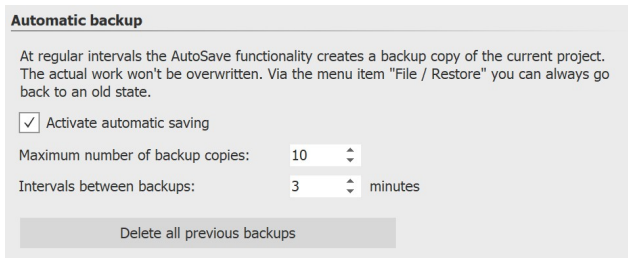 Automatic backup
At regular intervals the AutoSave functionality creates a backup copy of the current project.
The actual work won't be overwritten. Via the menu item "File / Restore" you can always go
back to an old state.
Activate automatic saving
Maximum number of backup copies: 10
Intervals between backups: 3 minutes
Delete all previous backups